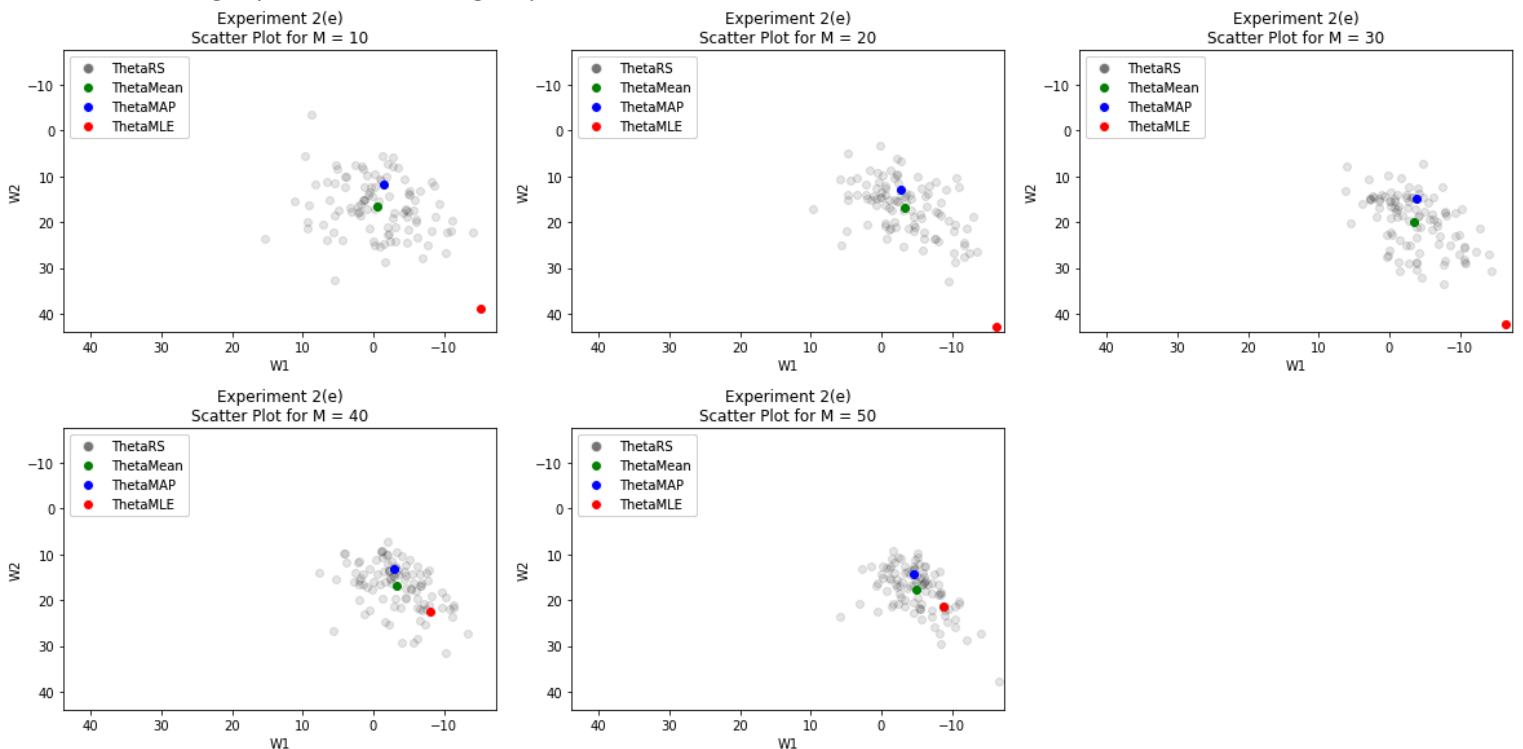 Experiment 2(e)
Scatter Plot for M = 10
ThetaRS
ThetaMean
ThetaMAP
ThetaMLE
−10
0
10
20
30
40
W2
40
30
20
10
0
−10
W1
Experiment 2(e)
Scatter Plot for M = 20
ThetaRS
ThetaMean
ThetaMAP
ThetaMLE
−10
0
10
20
30
40
W2
40
30
20
10
0
−10
W1
Experiment 2(e)
Scatter Plot for M = 30
ThetaRS
ThetaMean
ThetaMAP
ThetaMLE
−10
0
10
20
30
40
W2
40
30
20
10
0
−10
W1
Experiment 2(e)
Scatter Plot for M = 40
ThetaRS
ThetaMean
ThetaMAP
ThetaMLE
−10
0
10
20
30
40
W2
40
30
20
10
0
−10
W1
Experiment 2(e)
Scatter Plot for M = 50
ThetaRS
ThetaMean
ThetaMAP
ThetaMLE
−10
0
10
20
30
40
W2
40
30
20
10
0
−10
W1